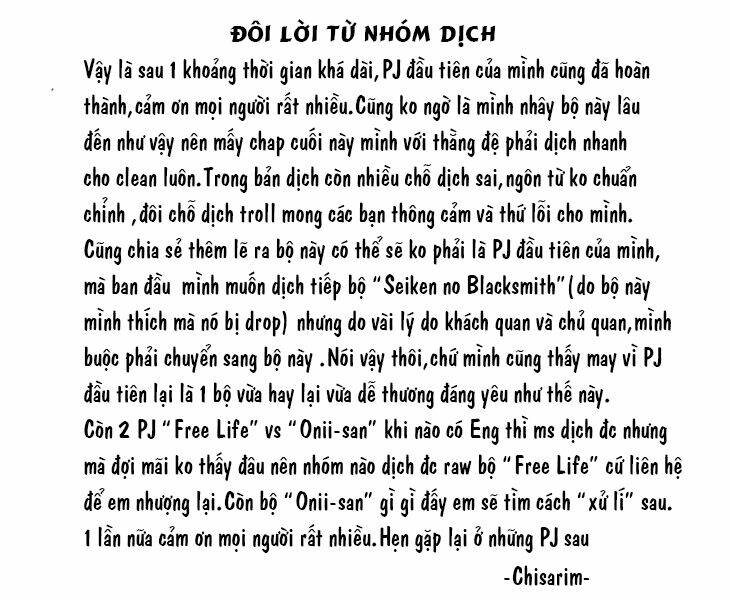 ĐÔI LỜI TỪ NHÓM DỊCH
Vậy là sau 1 khoảng thời gian khá dài,PJ đầu tiên của mình cũng đã hoàn
thành,cảm ơn mọi người rất nhiều.Cũng ko ngờ là mình nhây bộ này lâu
đến như vậy nên mấy chap cuối này mình với thằng đệ phải dịch nhanh
cho clean luôn.Trong bản dịch còn nhiều chỗ dịch sai,ngôn từ ko chuẩn
chỉnh ,đôi chỗ dịch troll mong các bạn thông cảm và thứ lỗi cho mình.
Cũng chia sẻ thêm lẽ ra bộ này có thể sẽ ko phải là PJ đầu tiên của mình,
mà ban đầu mình muốn dịch tiếp bộ “Seiken no Blacksmith”(do bộ này
mình thích mà nó bị drop) nhưng do vài lý do khách quan và chủ quan,mình
buộc phải chuyển sang bộ này .Nói vậy thôi,chứ mình cũng thấy may vì PJ
đầu tiên lại là 1 bộ vừa hay lại vừa dễ thương đáng yêu như thế này.
Còn 2 PJ “Free Life” vs “Onii-san” khi nào có Eng thì ms dịch đc nhưng
mà đợi mãi ko thấy đâu nên nhóm nào dịch đc raw bộ “Free Life” cứ liên hệ
để em nhượng lại.Còn bộ “Onii-san” gì gì đấy em sẽ tìm cách “xử lí” sau.
1 lần nữa cảm ơn mọi người rất nhiều.Hẹn gặp lại ở những PJ sau
-Chisarim-